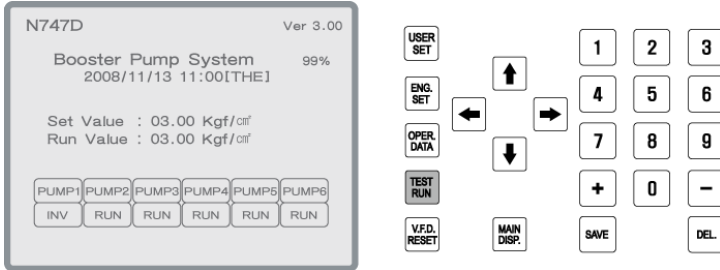 N747D Ver 3.00
Booster Pump System 99%
2008/11/13 11:00[THE]
Set Value : 03.00 Kgf/㎠
Run Value : 03.00 Kgf/㎠
PUMP1 PUMP2 PUMP3 PUMP4 PUMP5 PUMP6
INV RUN RUN RUN RUN RUN
USER
SET
ENG.
SET
OPER.
DATA
TEST
RUN
V.F.D.
RESET
MAIN
DISP.
1 2 3
4 5 6
7 8 9
+ 0 −
SAVE DEL.